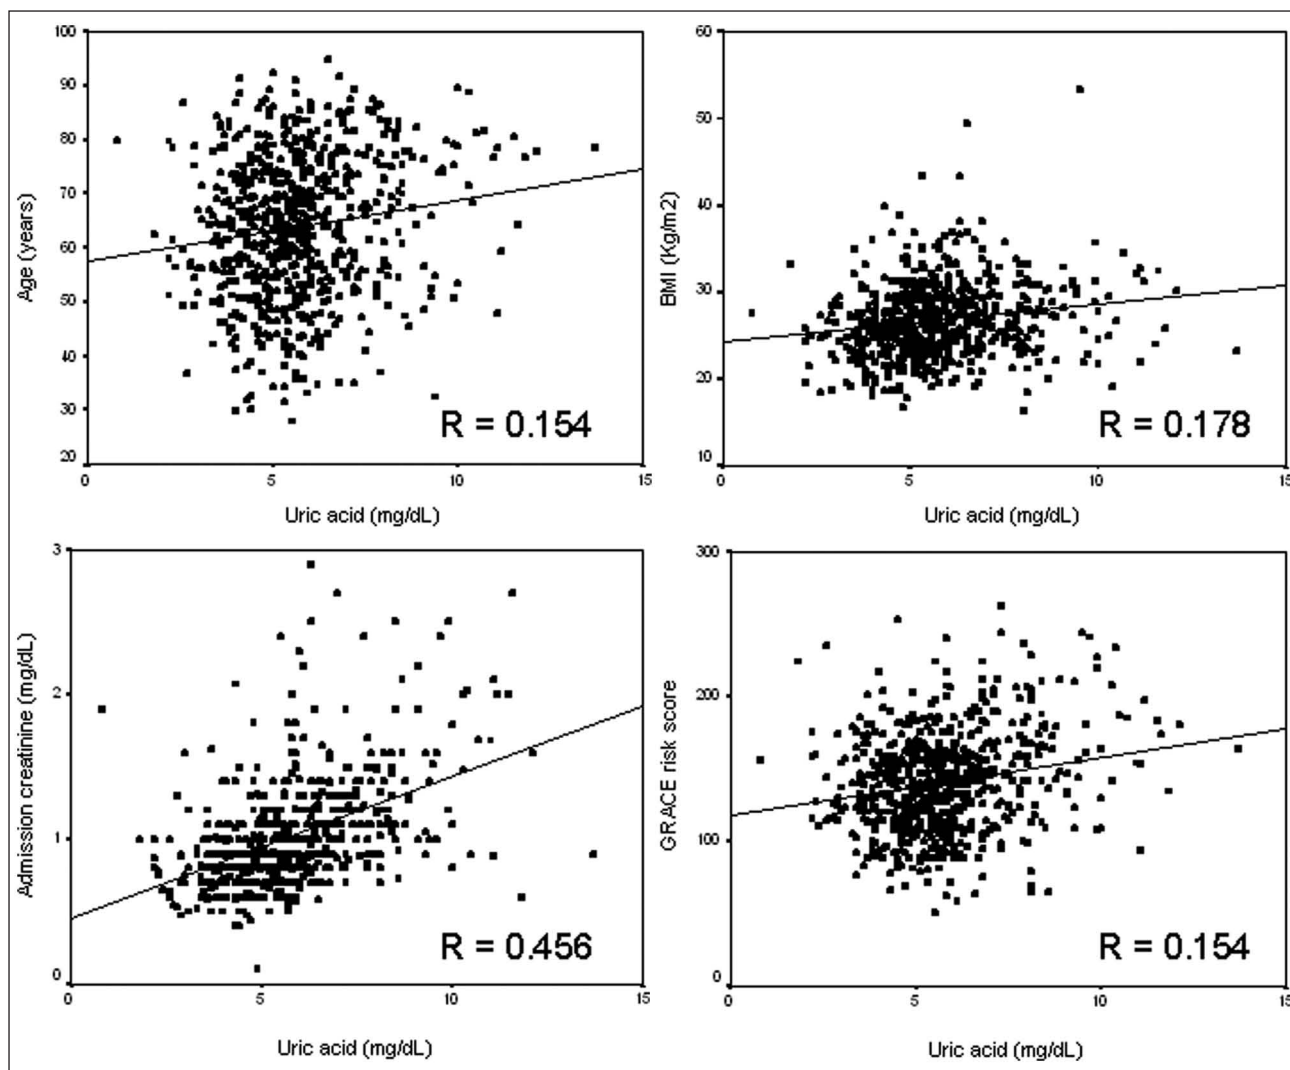 100
90
80
70
60
50
40
30
20
Age (years)
R = 0.154
0 5 10 15
Uric acid (mg/dL)
60
50
40
30
20
10
BMI (Kg/m2)
R = 0.178
0 5 10 15
Uric acid (mg/dL)
3
2
1
0
Admission creatinine (mg/dL)
R = 0.456
0 5 10 15
Uric acid (mg/dL)
300
200
100
0
GRACE risk score
R = 0.154
0 5 10 15
Uric acid (mg/dL)